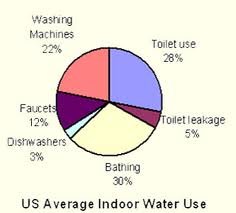 Washing
Machines
22%
Toilet use
28%
Faucets
12%
Toilet leakage
5%
Dishwashers
3%
Bathing
30%
US Average Indoor Water Use